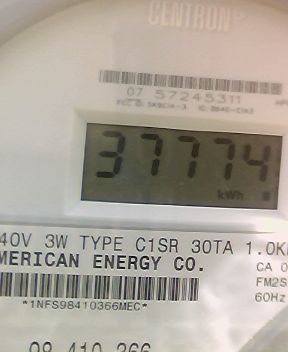 CENTRON
07 57245311
37774
kWh
40V 3W TYPE C1SR 30TA 1.0K
MERICAN ENERGY CO.
CA 0
FM2S
60Hz
*1NFS98410366MEC*
98 410 366